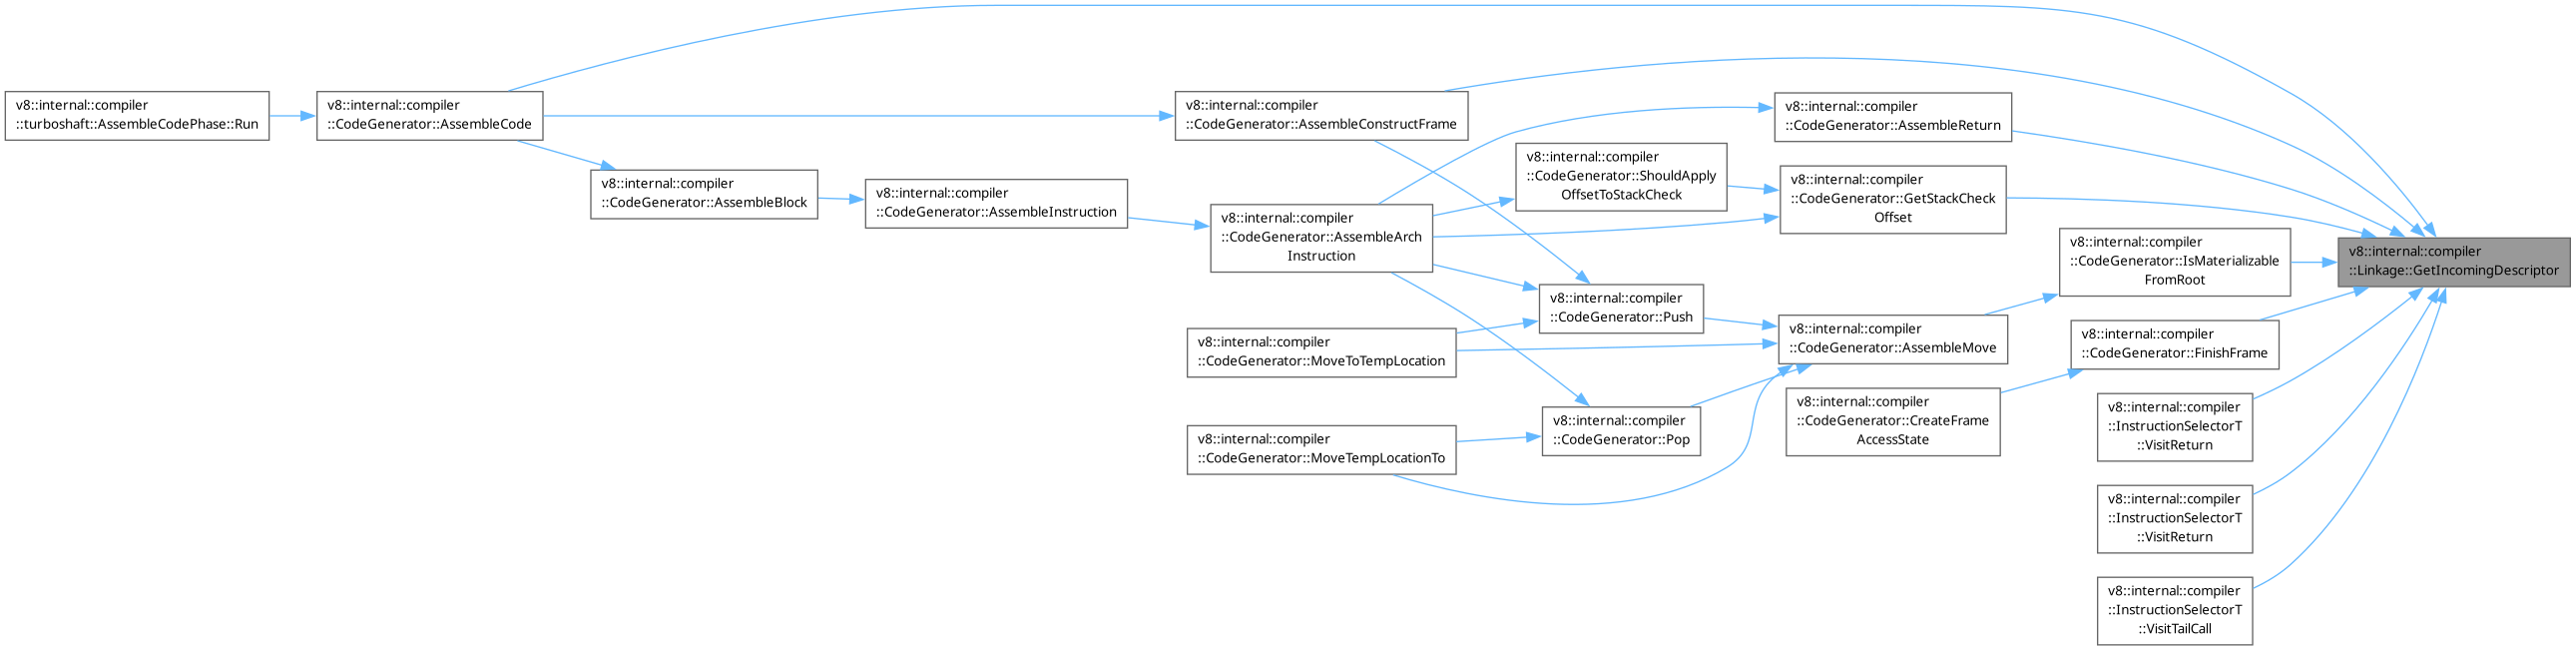 v8::internal::compiler
::turboshaft::AssembleCodePhase::Run
v8::internal::compiler
::CodeGenerator::AssembleCode
v8::internal::compiler
::CodeGenerator::AssembleBlock
v8::internal::compiler
::CodeGenerator::AssembleInstruction
v8::internal::compiler
::CodeGenerator::AssembleConstructFrame
v8::internal::compiler
::CodeGenerator::AssembleArch
Instruction
v8::internal::compiler
::CodeGenerator::MoveToTempLocation
v8::internal::compiler
::CodeGenerator::MoveTempLocationTo
v8::internal::compiler
::CodeGenerator::ShouldApply
OffsetToStackCheck
v8::internal::compiler
::CodeGenerator::Push
v8::internal::compiler
::CodeGenerator::Pop
v8::internal::compiler
::CodeGenerator::AssembleReturn
v8::internal::compiler
::CodeGenerator::GetStackCheck
Offset
v8::internal::compiler
::CodeGenerator::AssembleMove
v8::internal::compiler
::CodeGenerator::CreateFrame
AccessState
v8::internal::compiler
::CodeGenerator::IsMaterializable
FromRoot
v8::internal::compiler
::CodeGenerator::FinishFrame
v8::internal::compiler
::InstructionSelectorT
::VisitReturn
v8::internal::compiler
::InstructionSelectorT
::VisitReturn
v8::internal::compiler
::InstructionSelectorT
::VisitTailCall
v8::internal::compiler
::Linkage::GetIncomingDescriptor